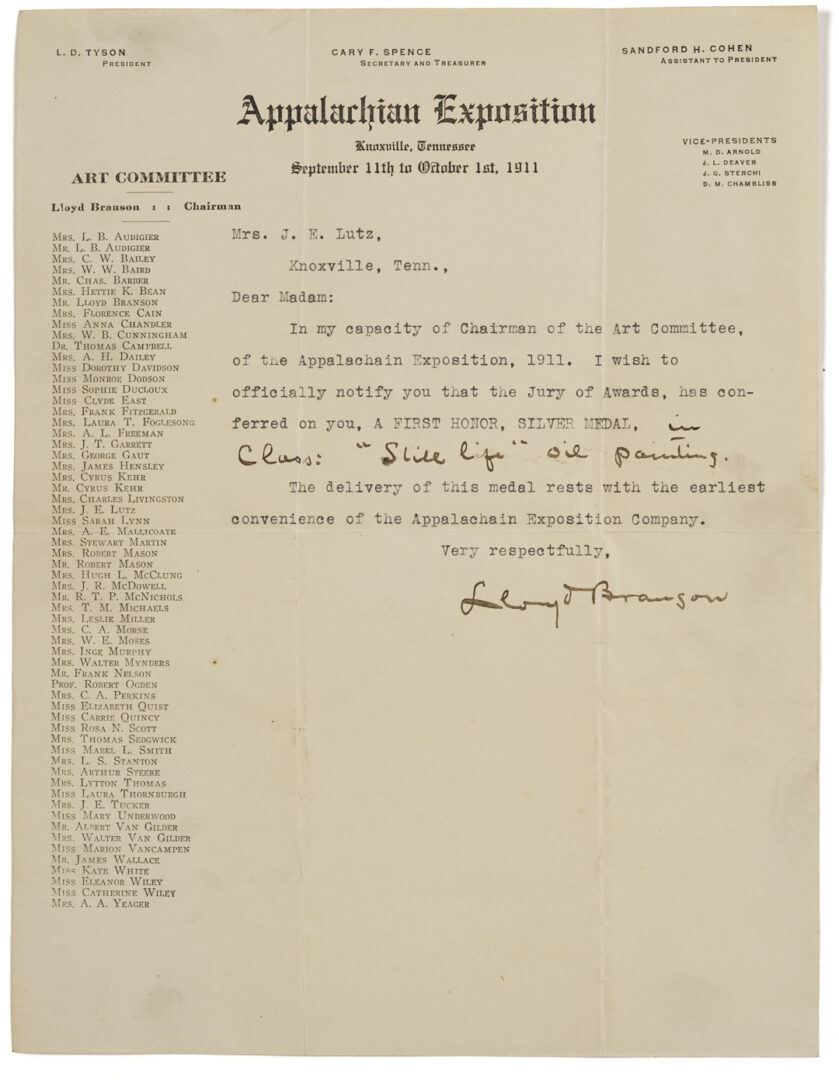 L. D. TYSON
PRESIDENT
CARY F. SPENCE
SECRETARY AND TREASURER
SANDFORD H. COHEN
ASSISTANT TO PRESIDENT
Appalachian Exposition
Knoxville, Tennessee
September 11th to October 1st, 1911
VICE-PRESIDENTS
M. D. ARNOLD
J. L. DEAVER
J. G. STERCHI
D. M. CHAMBLISS
ART COMMITTEE
Lloyd Branson : : Chairman
MRS. L. B. AUDIGIER
MR. L. B. AUDIGIER
MRS. C. W. BAILEY
MRS. W. W. BAIRD
MR. CHAS. BARBER
MRS. HETTIE K. BEAN
MR. LLOYD BRANSON
MRS. FLORENCE CAIN
MISS ANNA CHANDLER
MRS. W. B. CUNNINGHAM
DR. THOMAS CAMPBELL
MRS. A. H. DAILEY
MISS DOROTHY DAVIDSON
MISS MONROE DODSON
MISS SOPHIE DUCLOUX
MISS CLYDE EAST
MRS. FRANK FITZGERALD
MRS. LAURA T. FOGLESONG
MRS. A. L. FREEMAN
MRS. J. T. GARRETT
MRS. GEORGE GAUT
MRS. JAMES HENSLEY
MRS. CYRUS KEHR
MR. CYRUS KEHR
MRS. CHARLES LIVINGSTON
MRS. J. E. LUTZ
MISS SARAH LYNN
MRS. A. E. MALLICOATE
MRS. STEWART MARTIN
MRS. ROBERT MASON
MR. ROBERT MASON
MRS. HUGH L. MCCLUNG
MRS. J. R. MCDOWELL
MR. R. T. P. MCNICHOLS
MRS. T. M. MICHAELS
MRS. LESLIE MILLER
MRS. C. A. MORSE
MRS. W. E. MOSES
MRS. INGE MURPHY
MRS. WALTER MYNDERS
MR. FRANK NELSON
PROF. ROBERT OGDEN
MRS. C. A. PERKINS
MISS ELIZABETH QUIST
MISS CARRIE QUINCY
MISS ROSA N. SCOTT
MRS. THOMAS SEDGWICK
MISS MABEL L. SMITH
MRS. L. S. STANTON
MRS. ARTHUR STEERE
MRS. LYTTON THOMAS
MISS LAURA THORNBURGH
MRS. J. E. TUCKER
MISS MARY UNDERWOOD
MR. ALBERT VAN GILDER
MRS. WALTER VAN GILDER
MISS MARION VANCAMPEN
MR. JAMES WALLACE
MISS KATE WHITE
MISS ELEANOR WILEY
MISS CATHERINE WILEY
MRS. A. A. YEAGER
Mrs. J. E. Lutz,
Knoxville, Tenn.,
Dear Madam:
In my capacity of Chairman of the Art Committee,
of the Appalachain Exposition, 1911. I wish to
officially notify you that the Jury of Awards, has con-
ferred on you, A FIRST HONOR, SILVER MEDAL, in
Class: "Still life" oil painting.
The delivery of this medal rests with the earliest
convenience of the Appalachain Exposition Company.
Very respectfully,
Lloyd Branson